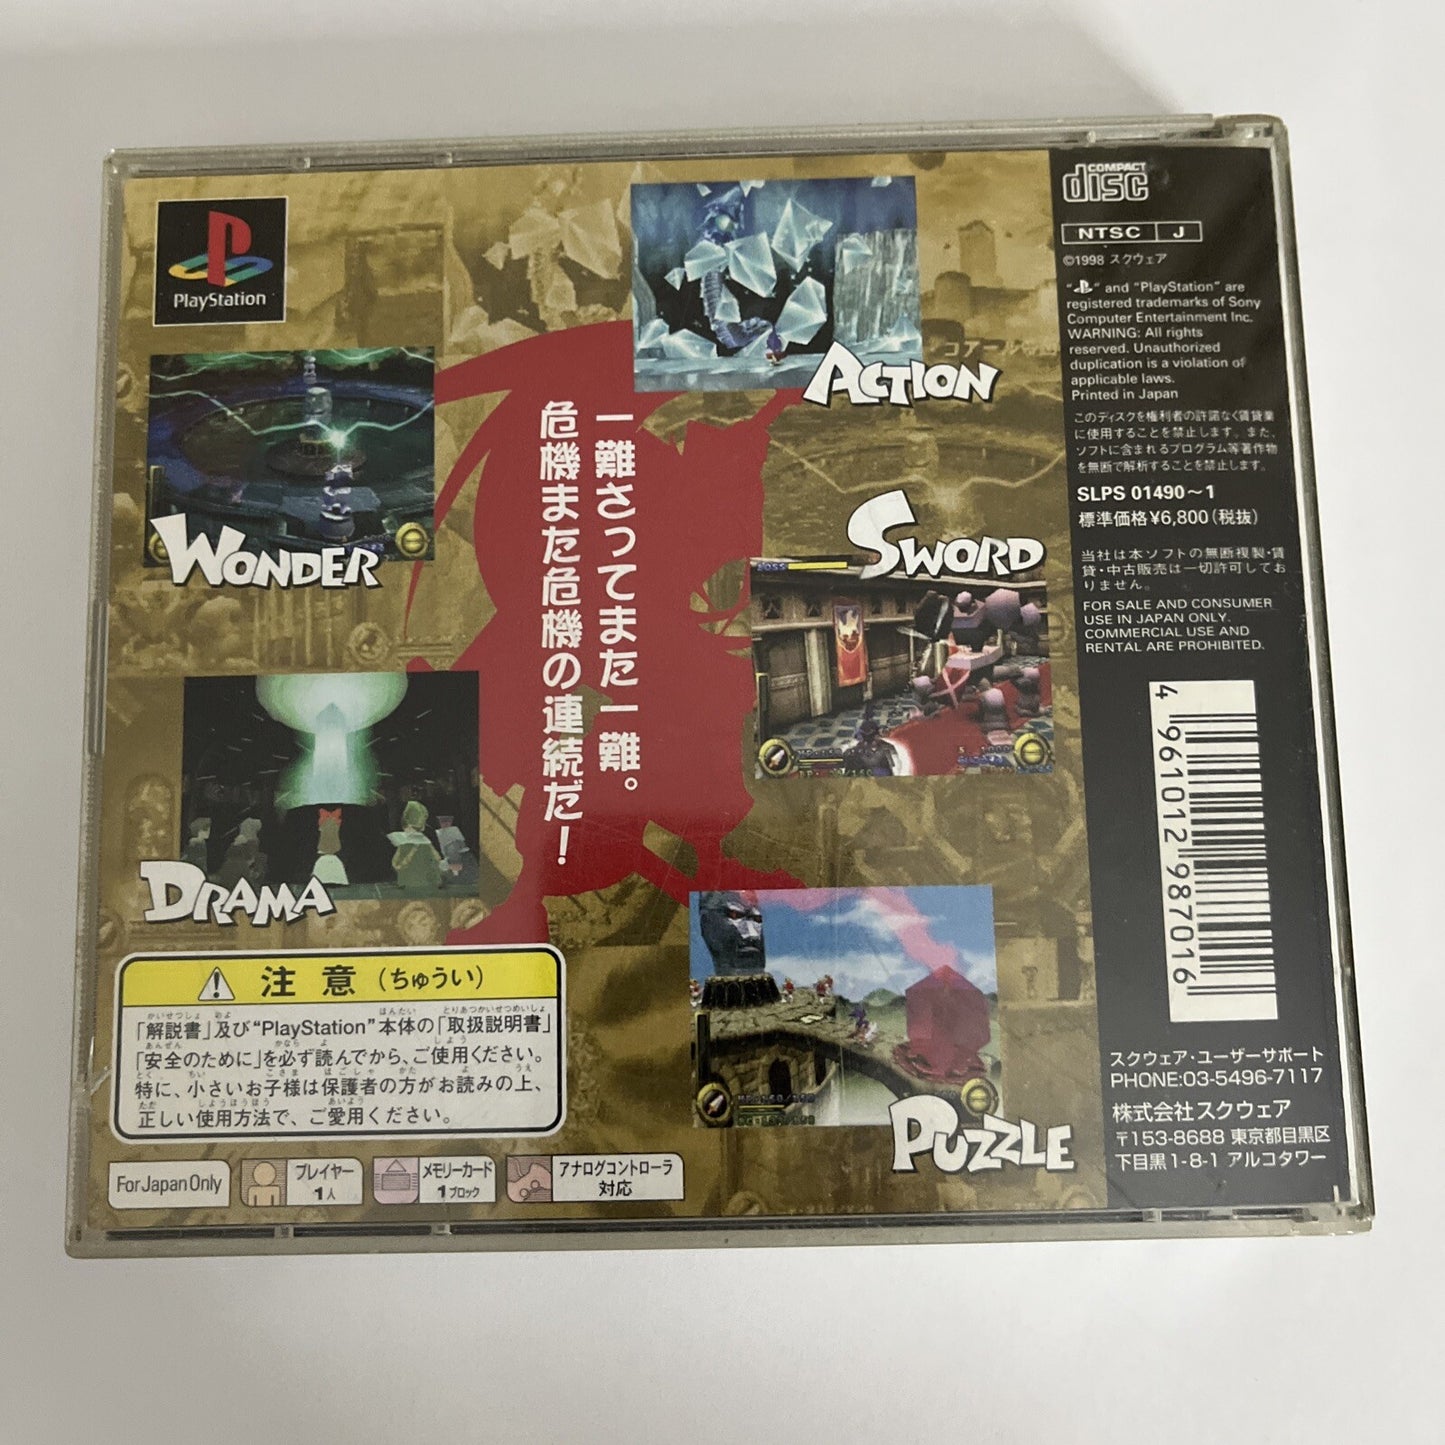 PlayStation
ACTION
WONDER
SWORD
DRAMA
PUZZLE
一難さってまた一難。
危機また危機の連続だ!
注意(ちゅうい)
「解説書」及び“PlayStation”本体の「取扱説明書」
「安全のために」を必ず読んでから、ご使用ください。
特に、小さいお子様は保護者の方がお読みの上、
正しい使用方法で、ご愛用ください。
For Japan Only
プレイヤー
1人
メモリーカード
1ブロック
アナログコントローラ
対応
COMPACT
disc
NTSC J
©1998 スクウェア
“ ” and “PlayStation” are
registered trademarks of Sony
Computer Entertainment Inc.
WARNING: All rights
reserved. Unauthorized
duplication is a violation of
applicable laws.
Printed in Japan
このディスクを権利者の許諾なく賃貸業
に使用することを禁止します。また、
ソフトに含まれるプログラム等著作物
を無断で解析することを禁止します。
SLPS 01490~1
標準価格¥6,800(税抜)
当社は本ソフトの無断複製・賃
貸・中古販売は一切許可してお
りません。
FOR SALE AND CONSUMER
USE IN JAPAN ONLY.
COMMERCIAL USE AND
RENTAL ARE PROHIBITED.
4 961012 987016
スクウェア・ユーザーサポート
PHONE:03-5496-7117
株式会社スクウェア
〒153-8688 東京都目黒区
下目黒1-8-1 アルコタワー